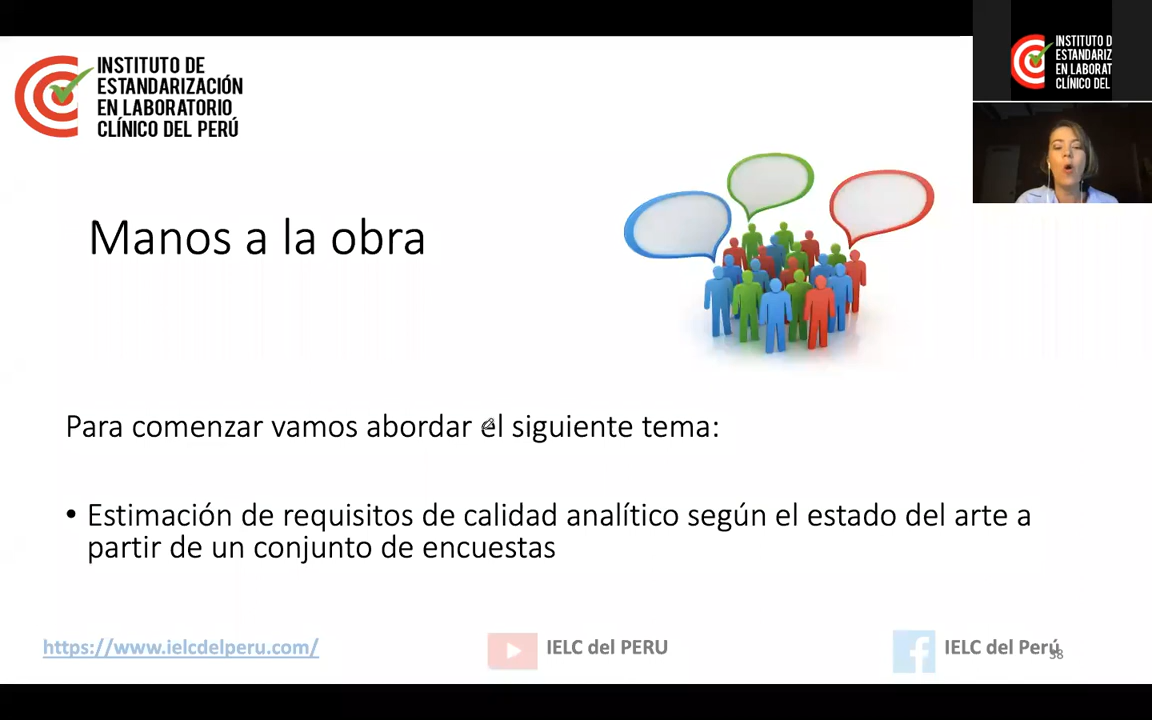 INSTITUTO DE
ESTANDARIZACIÓN
EN LABORATORIO
CLÍNICO DEL PERÚ
INSTITUTO D
ESTANDARIZ
EN LABORAT
CLÍNICO DEL
Manos a la obra
Para comenzar vamos abordar el siguiente tema:
• Estimación de requisitos de calidad analítico según el estado del arte a
partir de un conjunto de encuestas
https://www.ielcdelperu.com/
IELC del PERU
IELC del Perú
38